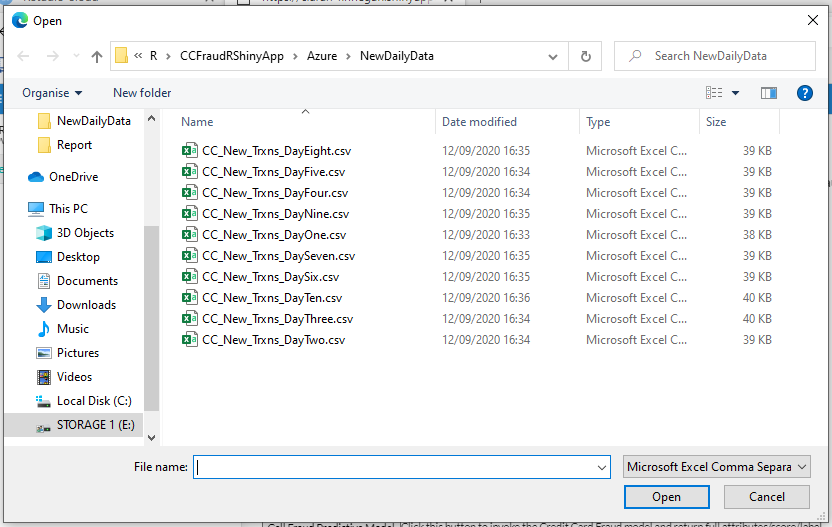 Open
« R > CCFraudRShinyApp > Azure > NewDailyData
Search NewDailyData
Organise New folder
Name Date modified Type Size
NewDailyData
Report
OneDrive
This PC
3D Objects
Desktop
Documents
Downloads
Music
Pictures
Videos
Local Disk (C:)
STORAGE 1 (E:)
CC_New_Trxns_DayEight.csv 12/09/2020 16:35 Microsoft Excel C... 39 KB
CC_New_Trxns_DayFive.csv 12/09/2020 16:34 Microsoft Excel C... 39 KB
CC_New_Trxns_DayFour.csv 12/09/2020 16:34 Microsoft Excel C... 39 KB
CC_New_Trxns_DayNine.csv 12/09/2020 16:35 Microsoft Excel C... 39 KB
CC_New_Trxns_DayOne.csv 12/09/2020 16:33 Microsoft Excel C... 38 KB
CC_New_Trxns_DaySeven.csv 12/09/2020 16:35 Microsoft Excel C... 39 KB
CC_New_Trxns_DaySix.csv 12/09/2020 16:35 Microsoft Excel C... 39 KB
CC_New_Trxns_DayTen.csv 12/09/2020 16:36 Microsoft Excel C... 40 KB
CC_New_Trxns_DayThree.csv 12/09/2020 16:34 Microsoft Excel C... 40 KB
CC_New_Trxns_DayTwo.csv 12/09/2020 16:34 Microsoft Excel C... 39 KB
File name: Microsoft Excel Comma Separa
Open Cancel